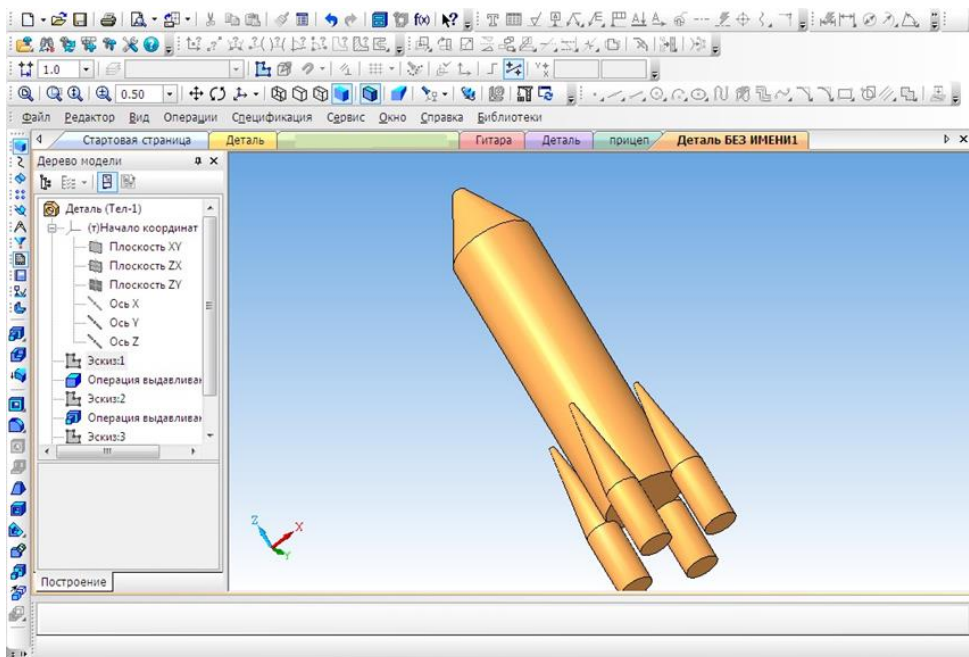 1.0
0.50
Файл Редактор Вид Операции Спецификация Сервис Окно Справка Библиотеки
Стартовая страница Деталь Гитара Деталь прицеп Деталь БЕЗ ИМЕНИ1
Дерево модели
Деталь (Тел-1)
(т)Начало координат
Плоскость XY
Плоскость ZX
Плоскость ZY
Ось X
Ось Y
Ось Z
Эскиз:1
Операция выдавливан
Эскиз:2
Операция выдавливан
Эскиз:3
Z X
Y
Построение